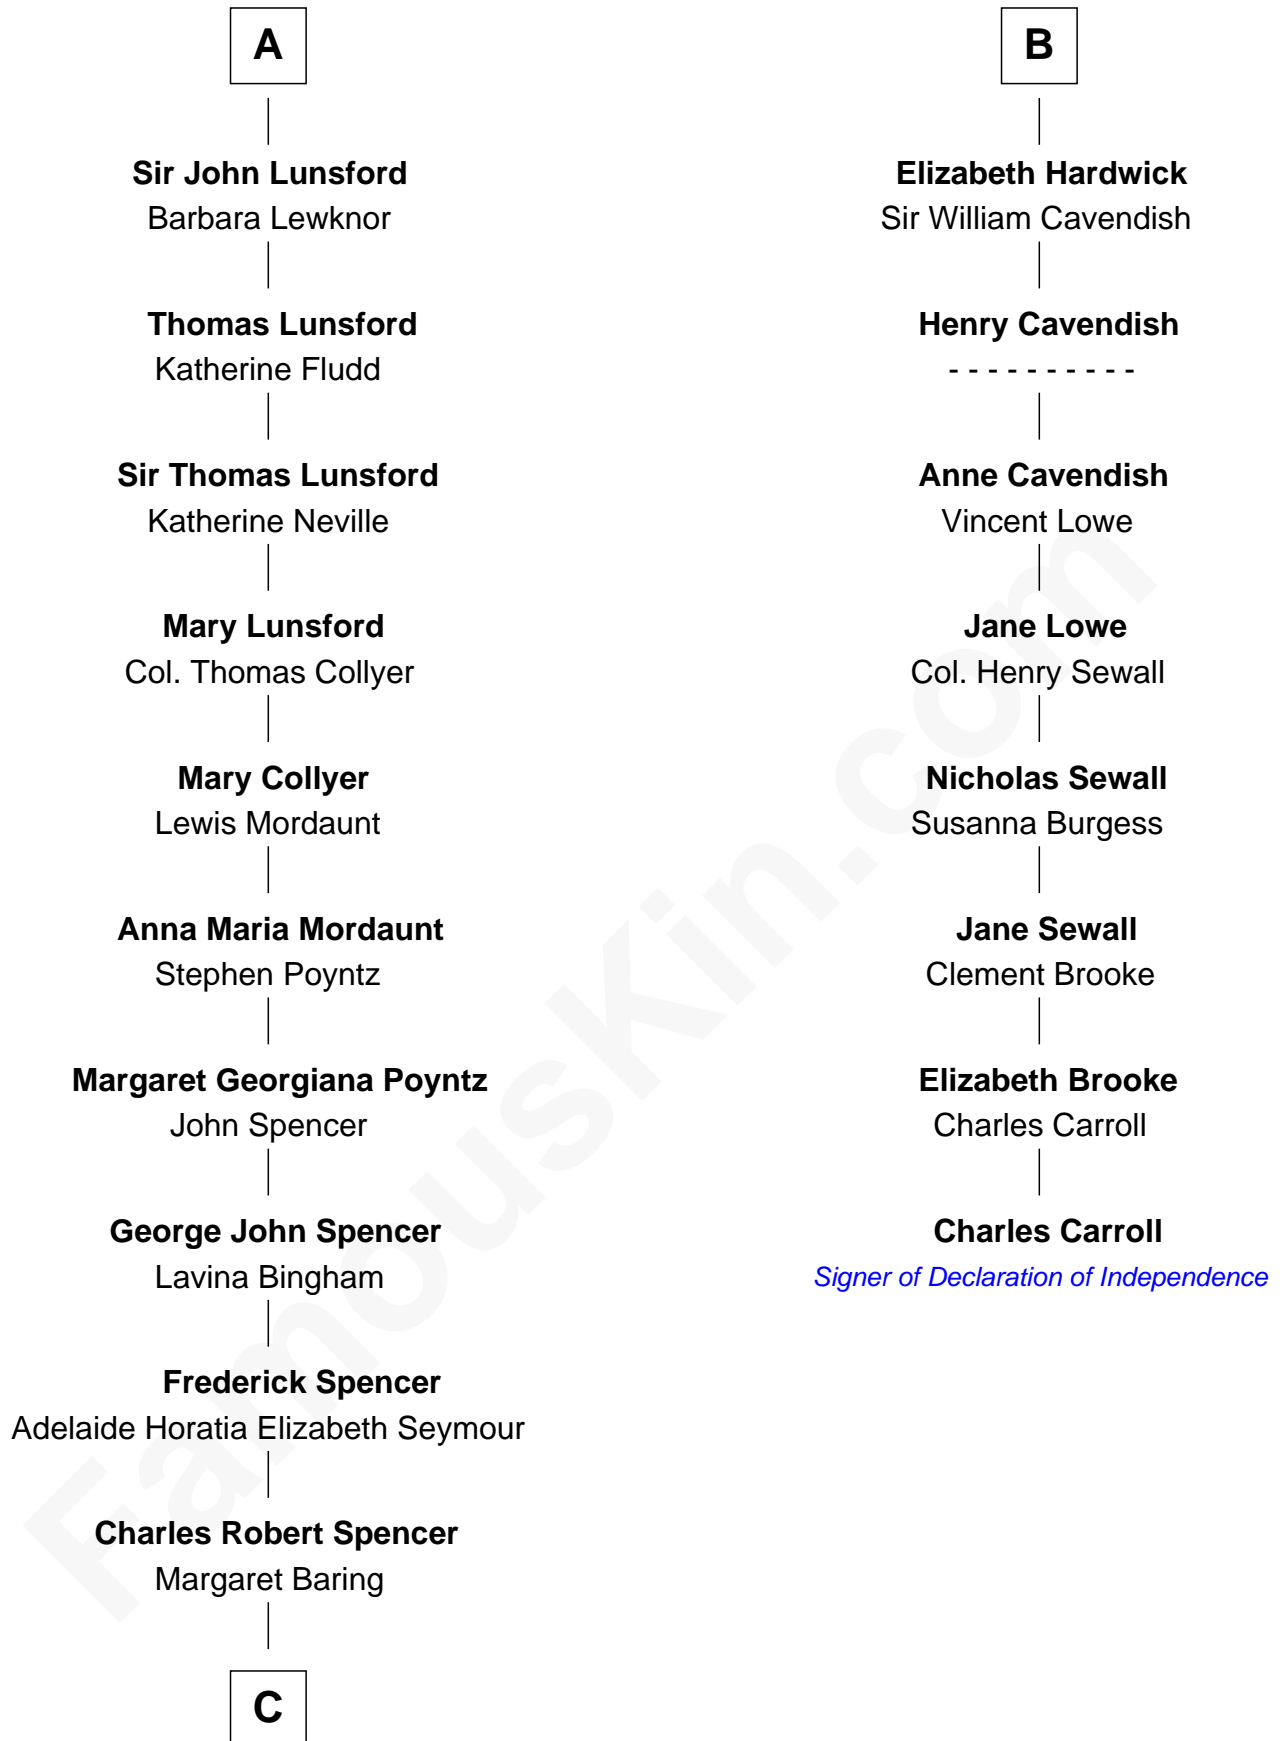 A
Sir John Lunsford
Barbara Lewknor
Thomas Lunsford
Katherine Fludd
Sir Thomas Lunsford
Katherine Neville
Mary Lunsford
Col. Thomas Collyer
Mary Collyer
Lewis Mordaunt
Anna Maria Mordaunt
Stephen Poyntz
Margaret Georgiana Poyntz
John Spencer
George John Spencer
Lavina Bingham
Frederick Spencer
Adelaide Horatia Elizabeth Seymour
Charles Robert Spencer
Margaret Baring
C
B
Elizabeth Hardwick
Sir William Cavendish
Henry Cavendish
- - - - - - - - - -
Anne Cavendish
Vincent Lowe
Jane Lowe
Col. Henry Sewall
Nicholas Sewall
Susanna Burgess
Jane Sewall
Clement Brooke
Elizabeth Brooke
Charles Carroll
Charles Carroll
Signer of Declaration of Independence
FamousKin.com